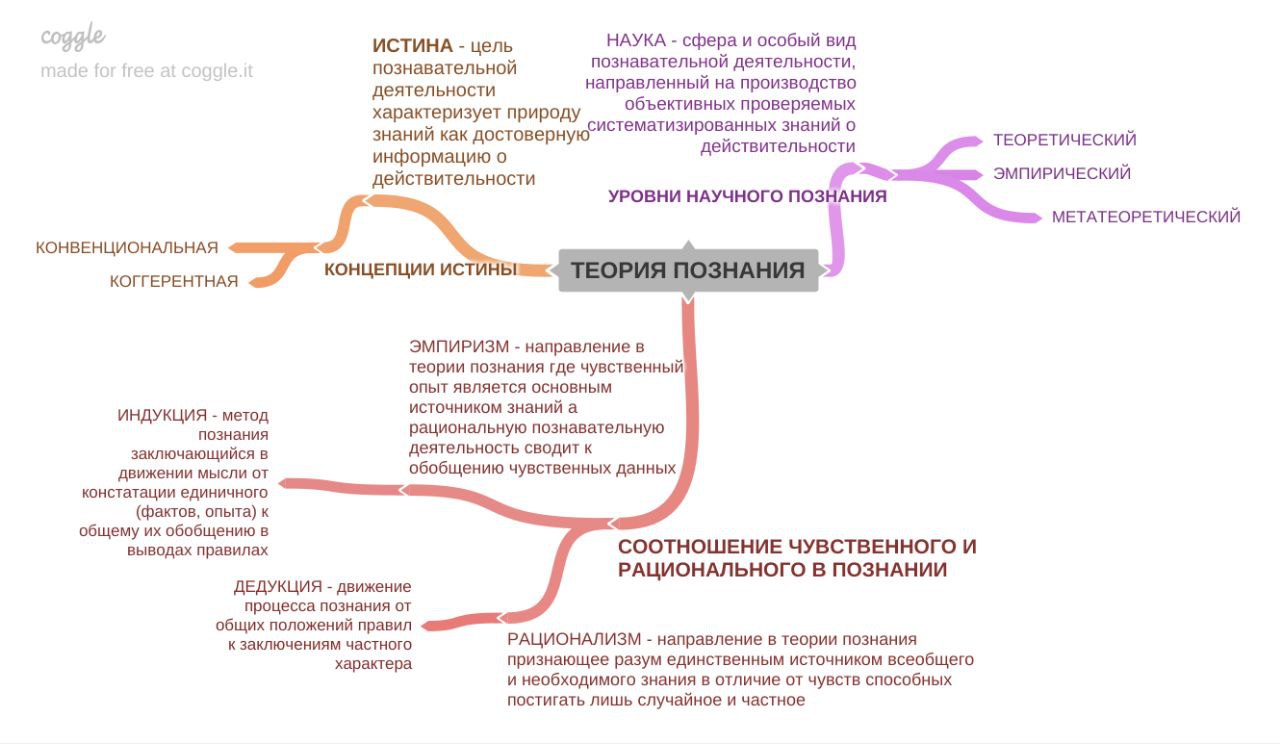 coggle
made for free at coggle.it
ИСТИНА - цель
познавательной
деятельности
характеризует природу
знаний как достоверную
информацию о
действительности
НАУКА - сфера и особый вид
познавательной деятельности,
направленный на производство
объективных проверяемых
систематизированных знаний о
действительности
ТЕОРЕТИЧЕСКИЙ
ЭМПИРИЧЕСКИЙ
МЕТАТЕОРЕТИЧЕСКИЙ
УРОВНИ НАУЧНОГО ПОЗНАНИЯ
КОНВЕНЦИОНАЛЬНАЯ
КОГГЕРЕНТНАЯ
КОНЦЕПЦИИ ИСТИНЫ
ТЕОРИЯ ПОЗНАНИЯ
ЭМПИРИЗМ - направление в
теории познания где чувственный
опыт является основным
источником знаний а
рациональную познавательную
деятельность сводит к
обобщению чувственных данных
ИНДУКЦИЯ - метод
познания
заключающийся в
движении мысли от
констатации единичного
(фактов, опыта) к
общему их обобщению в
выводах правилах
СООТНОШЕНИЕ ЧУВСТВЕННОГО И
РАЦИОНАЛЬНОГО В ПОЗНАНИИ
ДЕДУКЦИЯ - движение
процесса познания от
общих положений правил
к заключениям частного
характера
РАЦИОНАЛИЗМ - направление в теории познания
признающее разум единственным источником всеобщего
и необходимого знания в отличие от чувств способных
постигать лишь случайное и частное